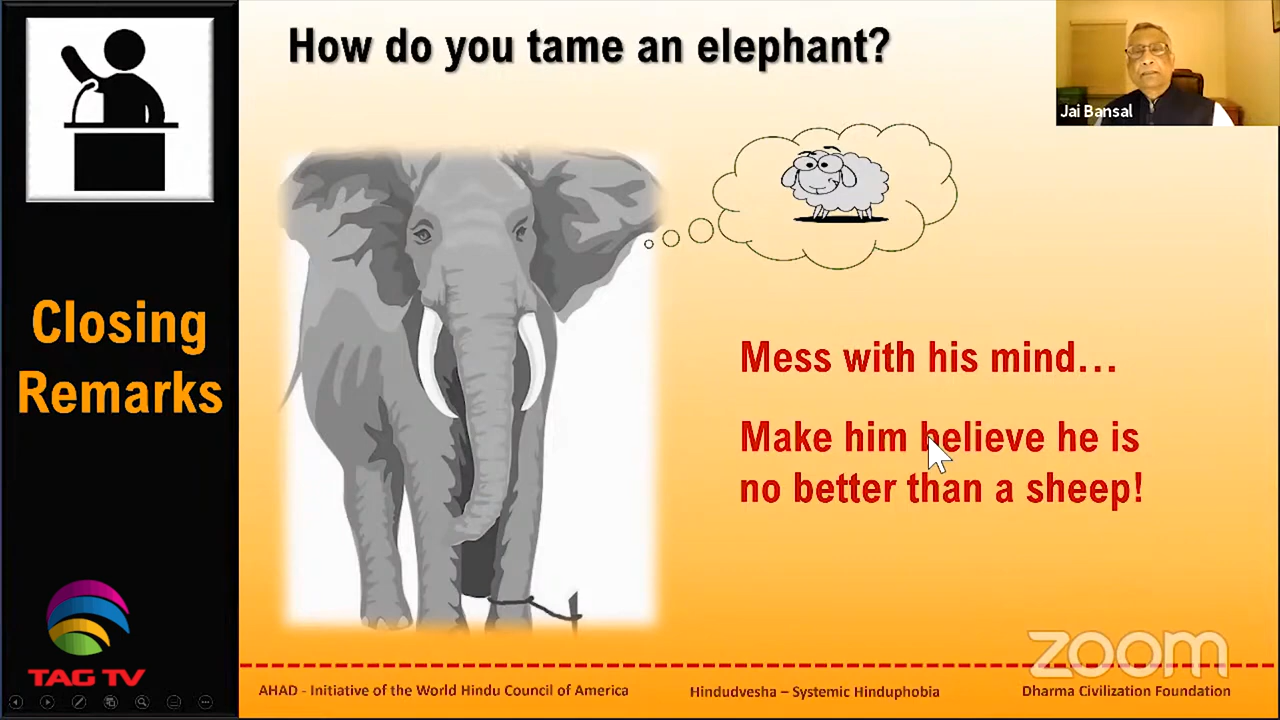 How do you tame an elephant?
Jai Bansal
Closing
Remarks
Mess with his mind…
Make him believe he is
no better than a sheep!
TAG TV
zoom
AHAD - Initiative of the World Hindu Council of America
Hindudvesha – Systemic Hinduphobia
Dharma Civilization Foundation